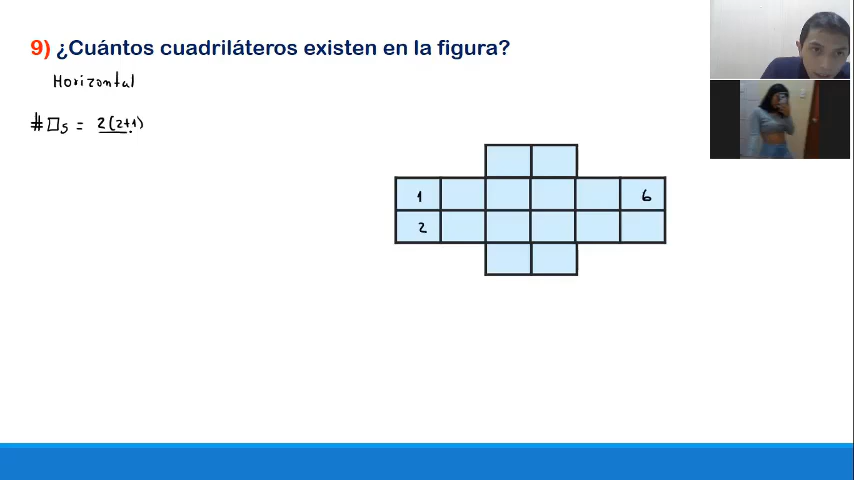 9) ¿Cuántos cuadriláteros existen en la figura?
Horizontal
#□s = 2(2+1)
1
6
2